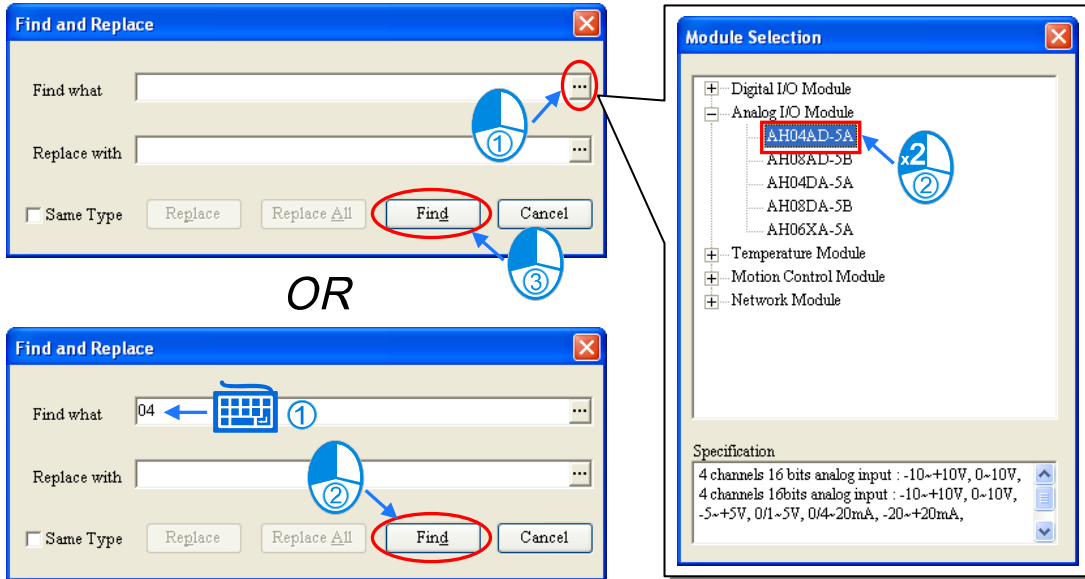 Find and Replace
Find what
...
①
Replace with
...
Same Type
Replace
Replace All
Find
Cancel
③
OR
Find and Replace
Find what
04
①
...
Replace with
...
②
Same Type
Replace
Replace All
Find
Cancel
Module Selection
Digital I/O Module
Analog I/O Module
AH04AD-5A
AH08AD-5B
AH04DA-5A
AH08DA-5B
AH06XA-5A
x2
②
Temperature Module
Motion Control Module
Network Module
Specification
4 channels 16 bits analog input : -10~+10V, 0~10V,
4 channels 16bits analog input : -10~+10V, 0~10V,
-5~+5V, 0/1~5V, 0/4~20mA, -20~+20mA,